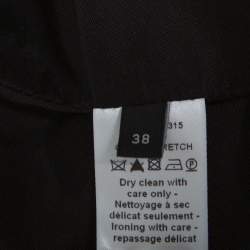 38
315
RETCH
Dry clean with
care only -
Nettoyage à sec
délicat seulement -
Ironing with care -
repassage délicat